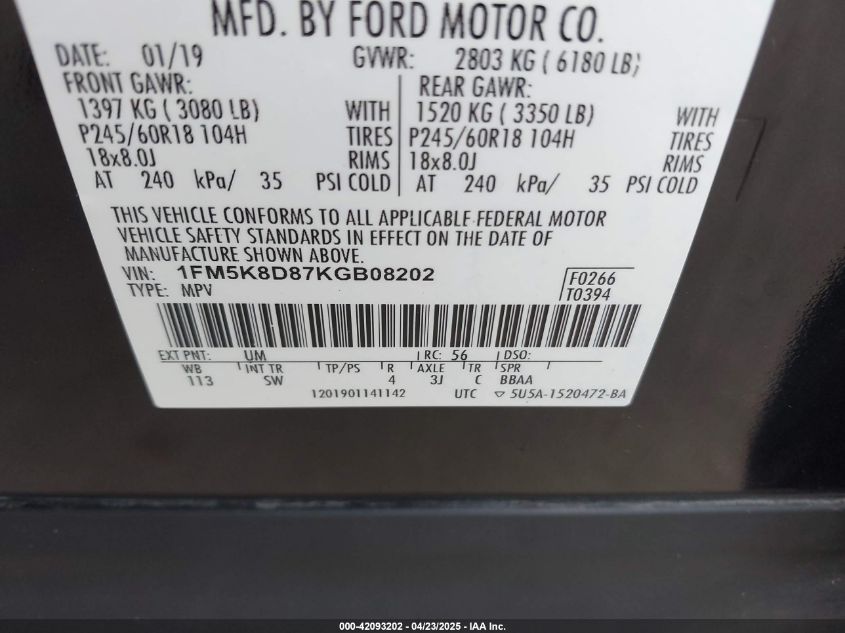 MFD. BY FORD MOTOR CO.
DATE: 01/19 GVWR: 2803 KG ( 6180 LB)
FRONT GAWR: REAR GAWR:
1397 KG ( 3080 LB) WITH 1520 KG ( 3350 LB) WITH
P245/60R18 104H TIRES P245/60R18 104H TIRES
18x8.0J RIMS 18x8.0J RIMS
AT 240 kPa/ 35 PSI COLD AT 240 kPa/ 35 PSI COLD
THIS VEHICLE CONFORMS TO ALL APPLICABLE FEDERAL MOTOR
VEHICLE SAFETY STANDARDS IN EFFECT ON THE DATE OF
MANUFACTURE SHOWN ABOVE.
VIN: 1FM5K8D87KGB08202 F0266
TYPE: MPV T0394
EXT PNT: UM RC: 56 DSO:
WB INT TR TP/PS R AXLE TR SPR
113 SW 4 3J C BBAA
1201901141142 UTC ▽ 5U5A-1520472-BA
000-42093202 - 04/23/2025 - IAA Inc.